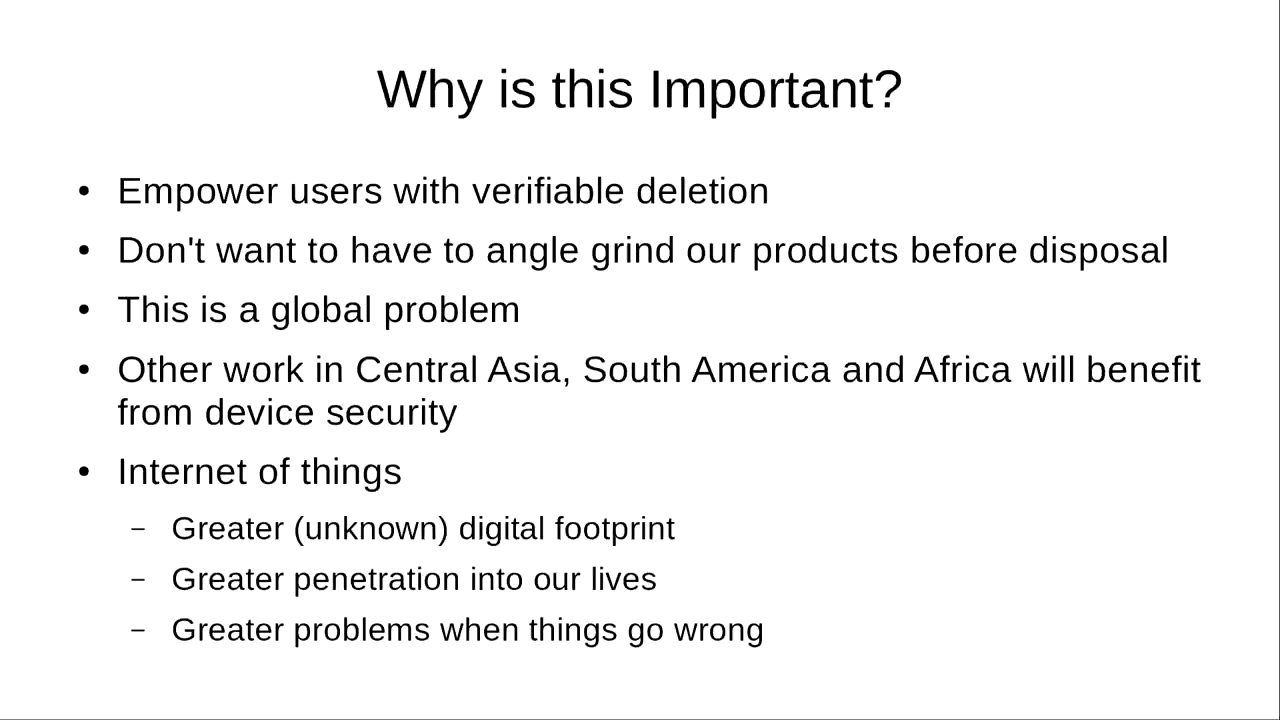 Why is this Important?
• Empower users with verifiable deletion
• Don't want to have to angle grind our products before disposal
• This is a global problem
• Other work in Central Asia, South America and Africa will benefit
from device security
• Internet of things
– Greater (unknown) digital footprint
– Greater penetration into our lives
– Greater problems when things go wrong